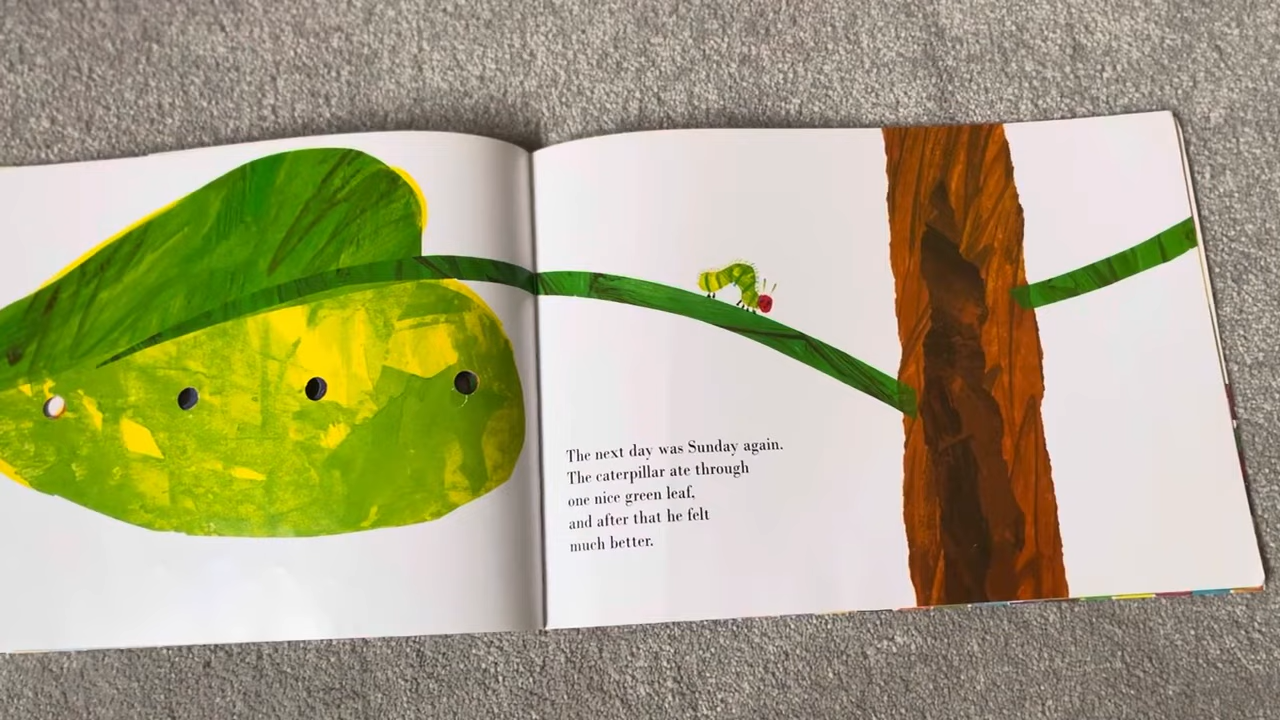 The next day was Sunday again.
The caterpillar ate through
one nice green leaf,
and after that he felt
much better.